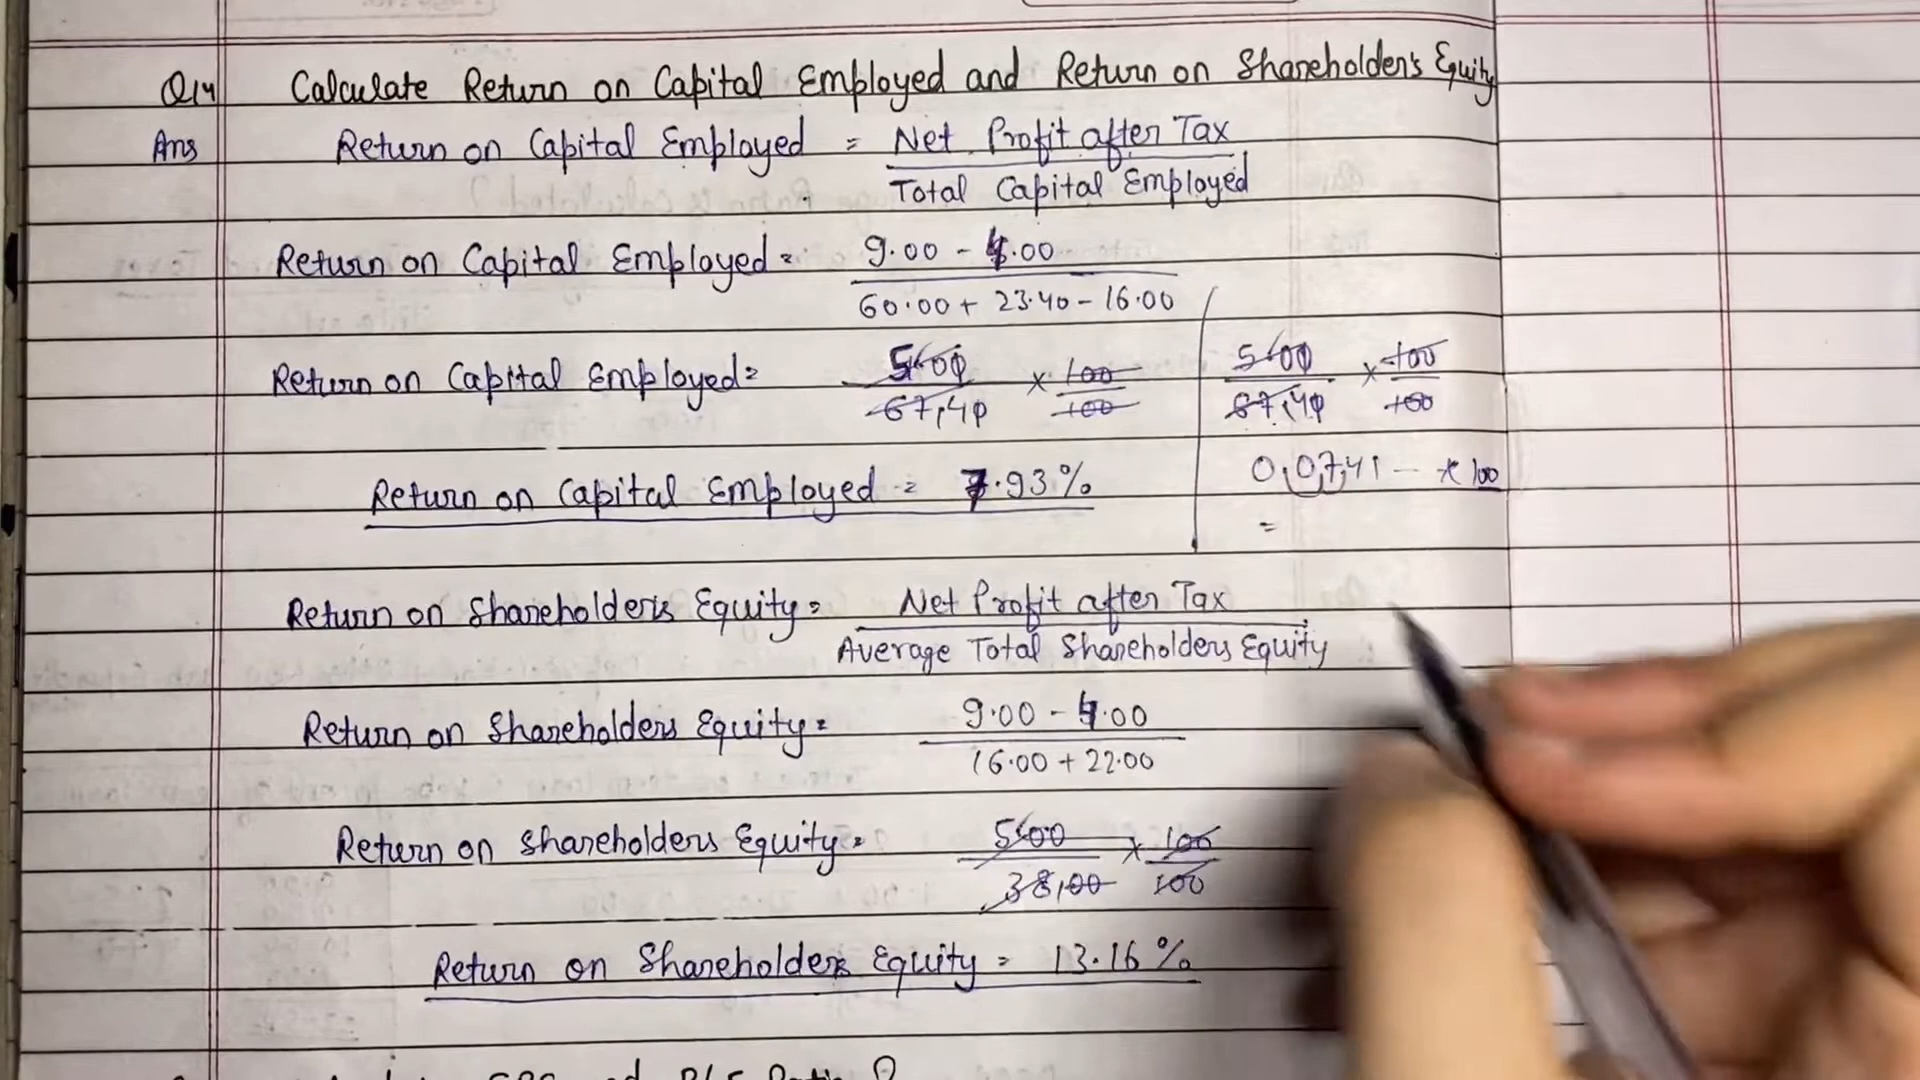 Q14 Calculate Return on Capital Employed and Return on Shareholder's Equity
Ans Return on Capital Employed = Net Profit after Tax
Total Capital Employed
Return on Capital Employed = 9.00 - 4.00
60.00 + 23.40 - 16.00
Return on Capital Employed = 5.00 × 100
67.40 100
5.00 × 100
67.40 100
Return on Capital Employed = 7.93%
0.0741 - × 100
=
Return on Shareholders Equity = Net Profit after Tax
Average Total Shareholders Equity
Return on Shareholders Equity = 9.00 - 4.00
16.00 + 22.00
Return on Shareholders Equity = 5.00 × 100
38.00 100
Return on Shareholders Equity = 13.16%
and Ratio ?